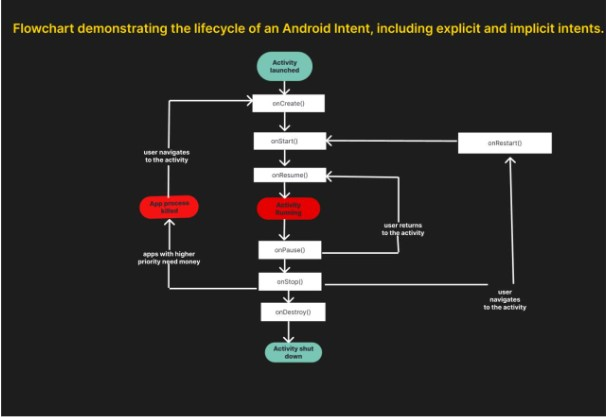 Flowchart demonstrating the lifecycle of an Android Intent, including explicit and implicit intents.
Activity
launched
onCreate()
onStart()
onRestart()
user navigates
to the activity
onResume()
App process
killed
Activity
Running
user returns
to the activity
onPause()
apps with higher
priority need money
onStop()
user
navigates
to the activity
onDestroy()
Activity shut
down